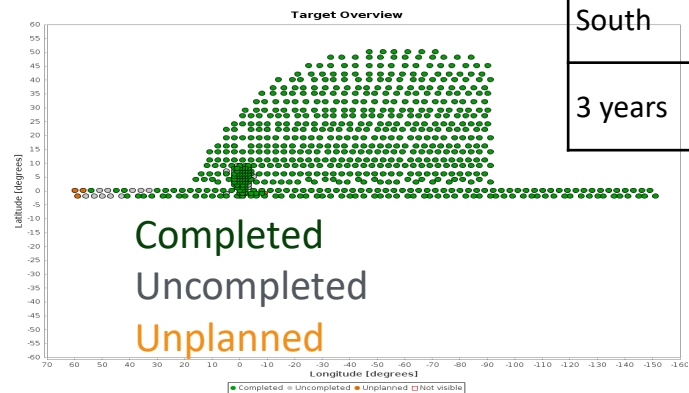 Target Overview
South
3 years
60
55
50
45
40
35
30
25
20
15
10
5
0
-5
-10
-15
-20
-25
-30
-35
-40
-45
-50
-55
-60
Latitude [degrees]
Completed
Uncompleted
Unplanned
70 60 50 40 30 20 10 0 -10 -20 -30 -40 -50 -60 -70 -80 -90 -100 -110 -120 -130 -140 -150 -160
Longitude [degrees]
Completed Uncompleted Unplanned Not visible